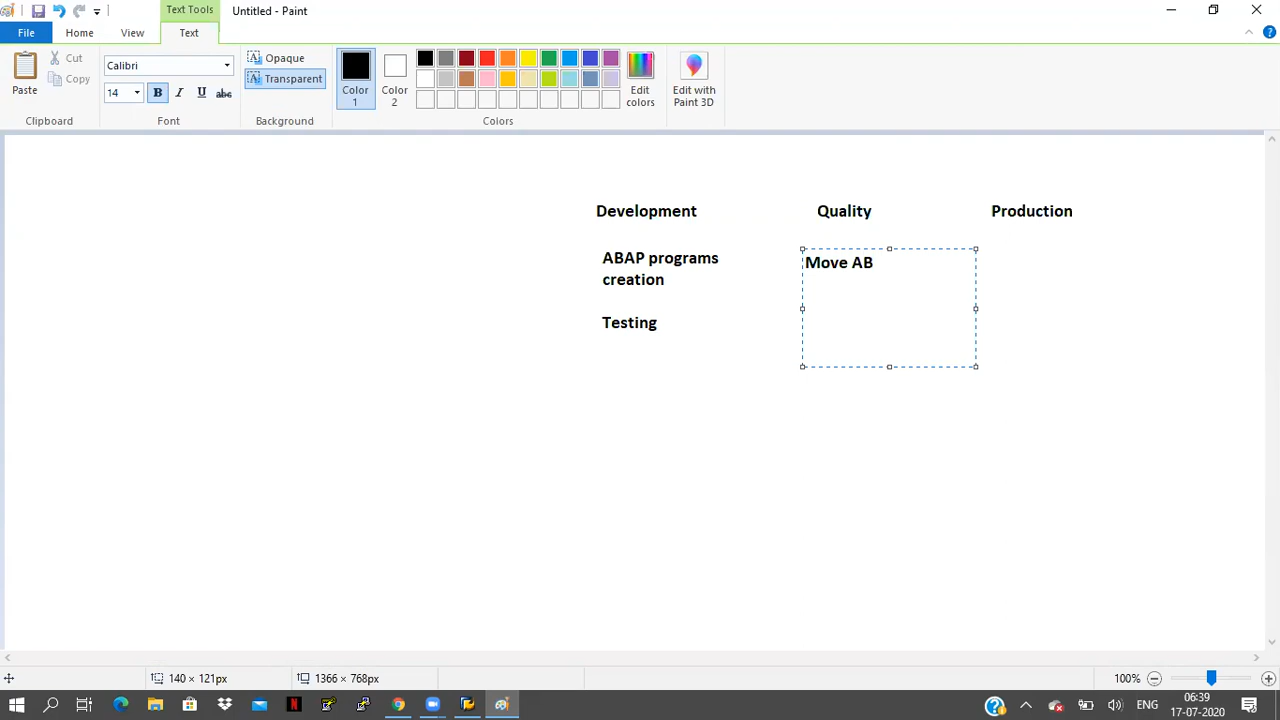 Text Tools
Untitled - Paint
File
Home
View
Text
Paste
Cut
Copy
Clipboard
Calibri
14
B
I
U
abc
Font
Opaque
Transparent
Background
Color
1
Color
2
Edit
colors
Colors
Edit with
Paint 3D
Development
Quality
Production
ABAP programs
creation
Testing
Move AB
140 × 121px
1366 × 768px
100%
ENG
06:39
17-07-2020